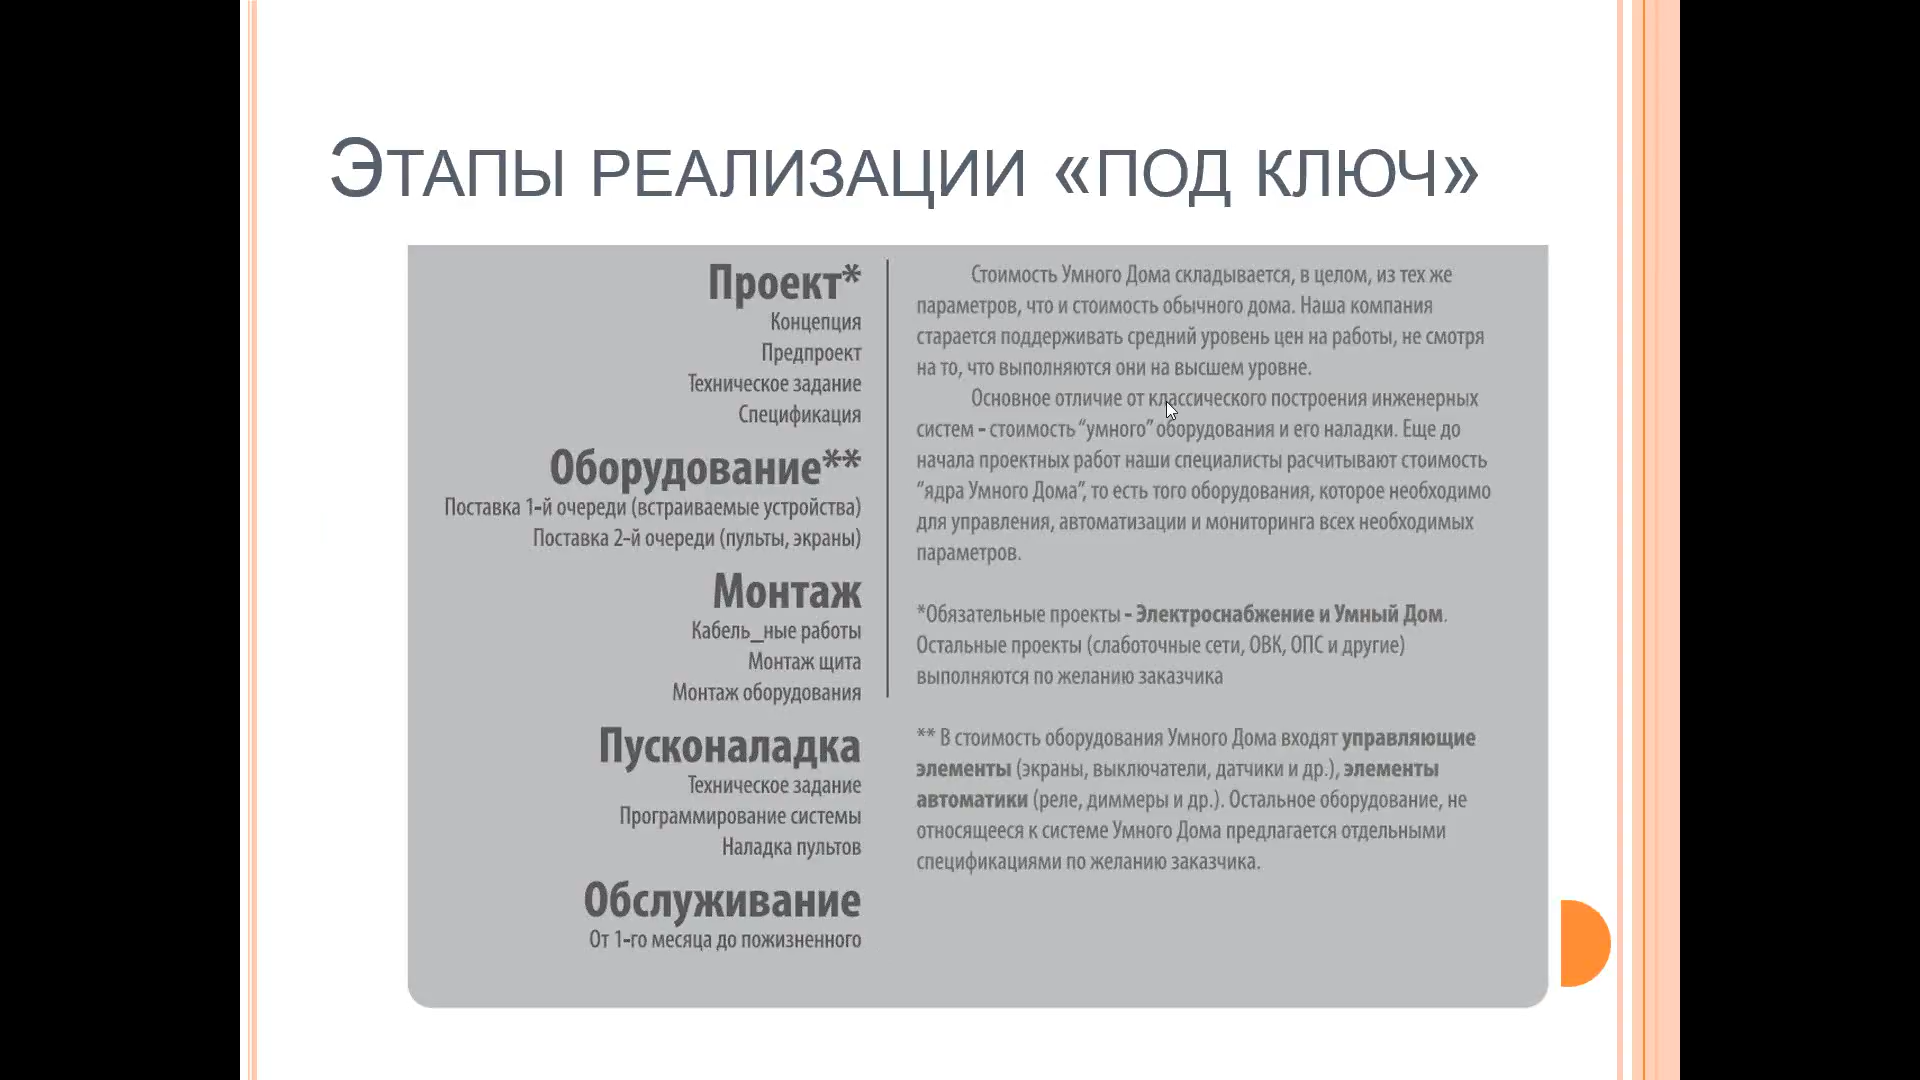 Этапы реализации «под ключ»
Проект*
Концепция
Предпроект
Техническое задание
Спецификация
Оборудование**
Поставка 1-й очереди (встраиваемые устройства)
Поставка 2-й очереди (пульты, экраны)
Монтаж
Кабель_ные работы
Монтаж щита
Монтаж оборудования
Пусконаладка
Техническое задание
Программирование системы
Наладка пультов
Обслуживание
От 1-го месяца до пожизненного
Стоимость Умного Дома складывается, в целом, из тех же
параметров, что и стоимость обычного дома. Наша компания
старается поддерживать средний уровень цен на работы, не смотря
на то, что выполняются они на высшем уровне.
Основное отличие от классического построения инженерных
систем - стоимость “умного” оборудования и его наладки. Еще до
начала проектных работ наши специалисты расчитывают стоимость
“ядра Умного Дома”, то есть того оборудования, которое необходимо
для управления, автоматизации и мониторинга всех необходимых
параметров.
*Обязательные проекты - Электроснабжение и Умный Дом.
Остальные проекты (слаботочные сети, ОВК, ОПС и другие)
выполняются по желанию заказчика
** В стоимость оборудования Умного Дома входят управляющие
элементы (экраны, выключатели, датчики и др.), элементы
автоматики (реле, диммеры и др.). Остальное оборудование, не
относящееся к системе Умного Дома предлагается отдельными
спецификациями по желанию заказчика.